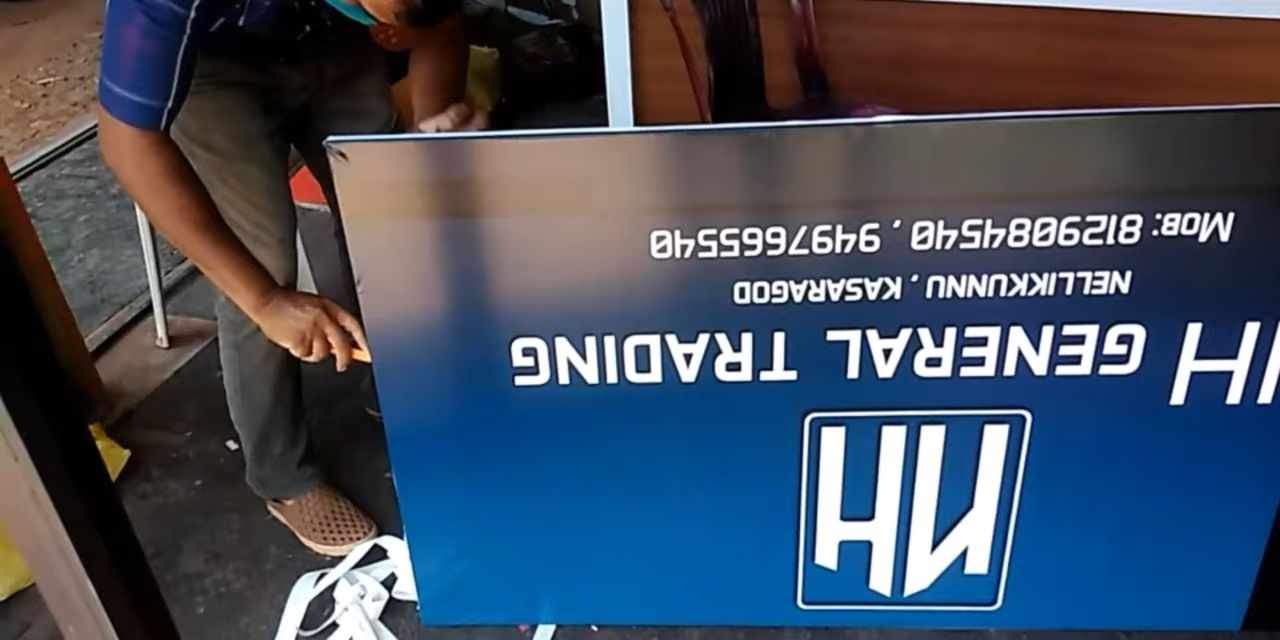 NH
H GENERAL TRADING
NELLIKKUNNU , KASARAGOD
MOB: 8129084540 , 9497665540